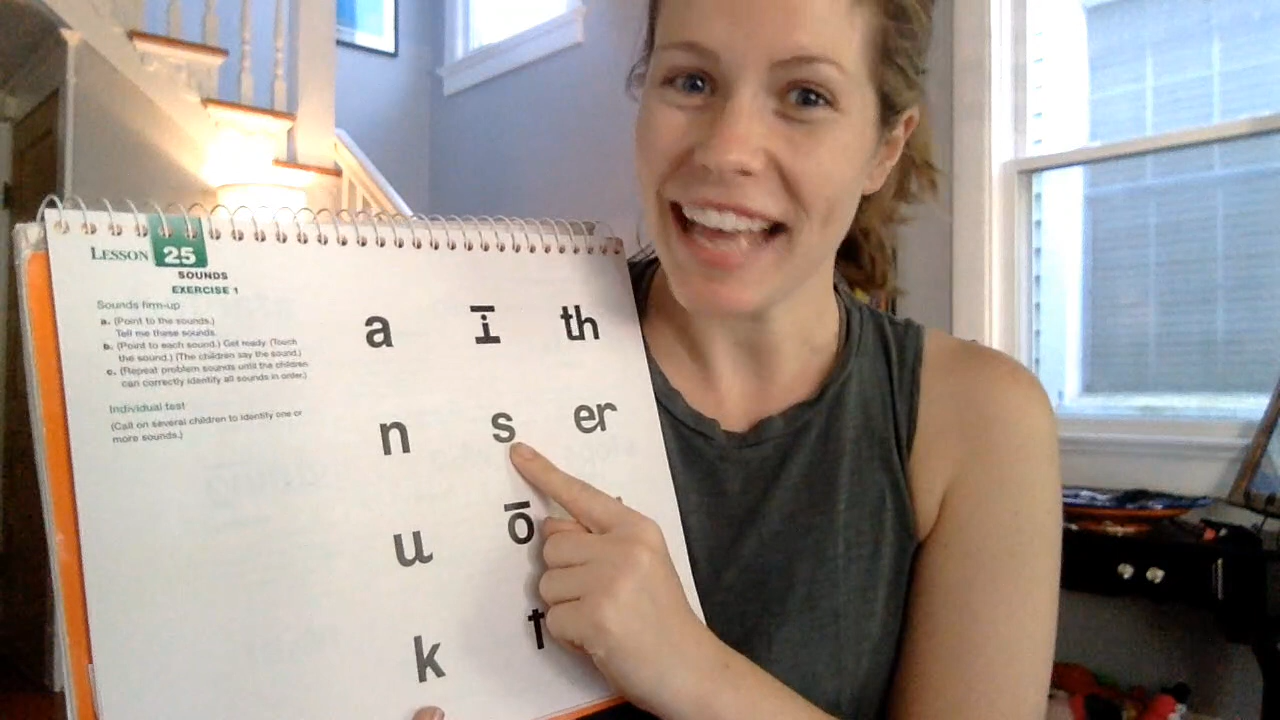 LESSON 25
SOUNDS
EXERCISE 1
Sounds firm-up
a. (Point to the sounds.)
Tell me these sounds.
b. (Point to each sound.) Get ready. (Touch
the sound.) (The children say the sound.)
c. (Repeat problem sounds until the children
can correctly identify all sounds in order.)
Individual test
(Call on several children to identify one or
more sounds.)
a ī th
n s er
u ō
k t